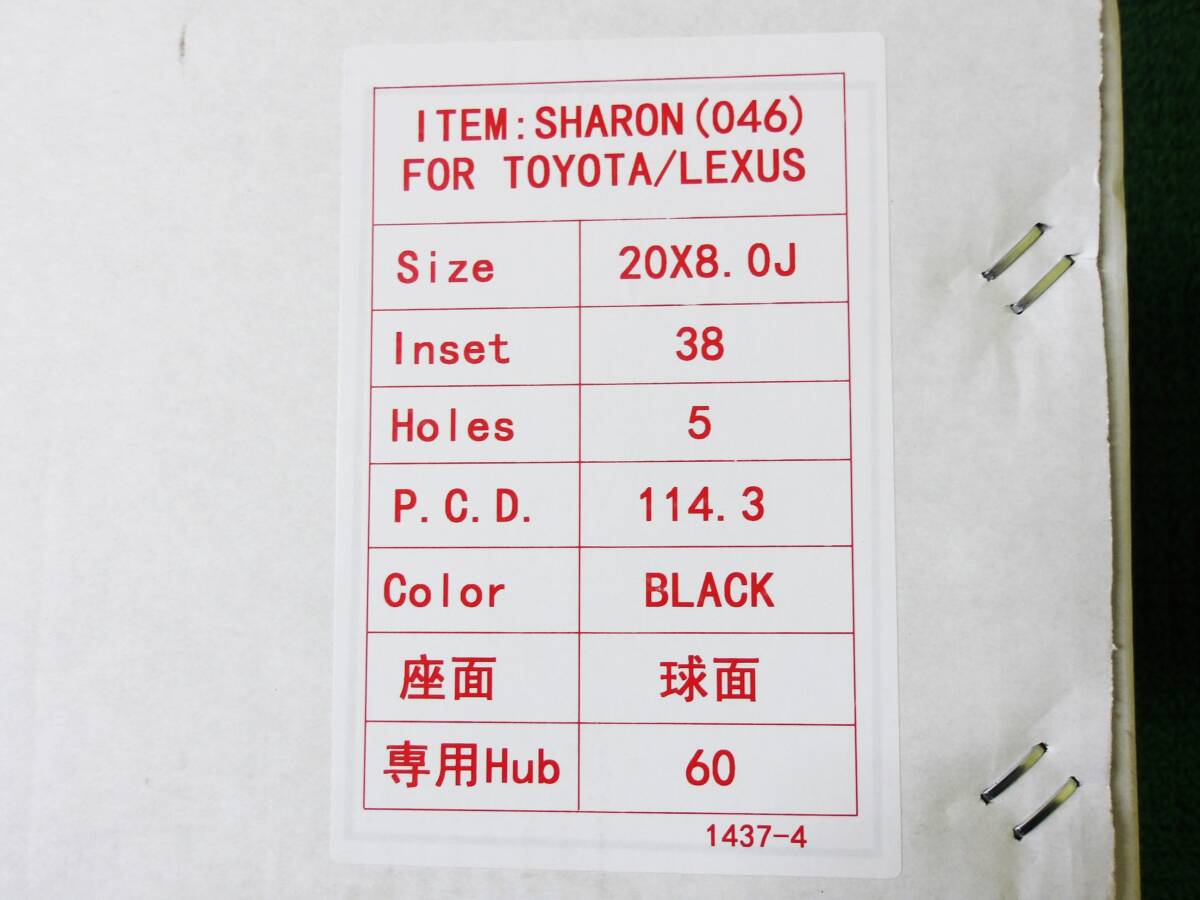 ITEM:SHARON(046)
FOR TOYOTA/LEXUS
Size 20X8.0J
Inset 38
Holes 5
P.C.D. 114.3
Color BLACK
座面 球面
専用Hub 60
1437-4